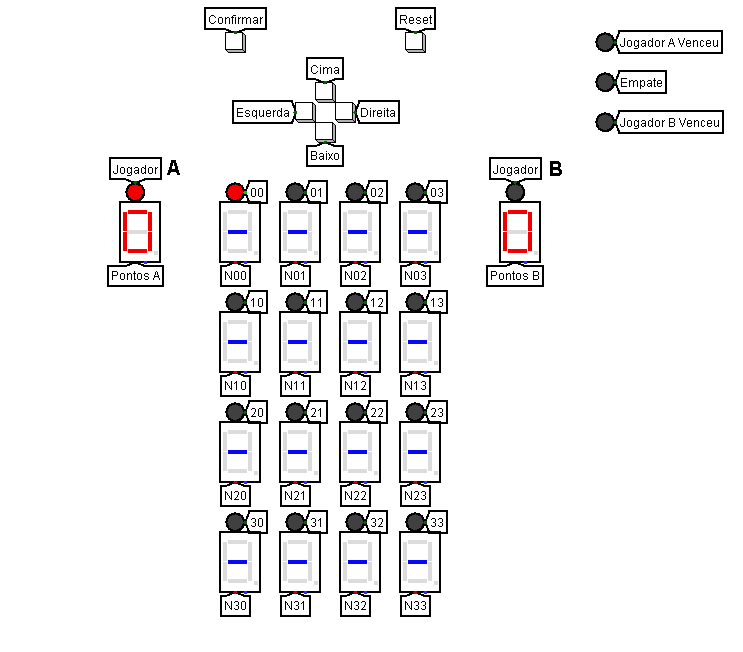 Confirmar
Reset
Jogador A Venceu
Cima
Empate
Esquerda
Direita
Jogador B Venceu
Baixo
Jogador A
Jogador B
00 01 02 03
0
0
- - - -
Pontos A
N00 N01 N02 N03
Pontos B
10 11 12 13
- - - -
N10 N11 N12 N13
20 21 22 23
- - - -
N20 N21 N22 N23
30 31 32 33
- - - -
N30 N31 N32 N33